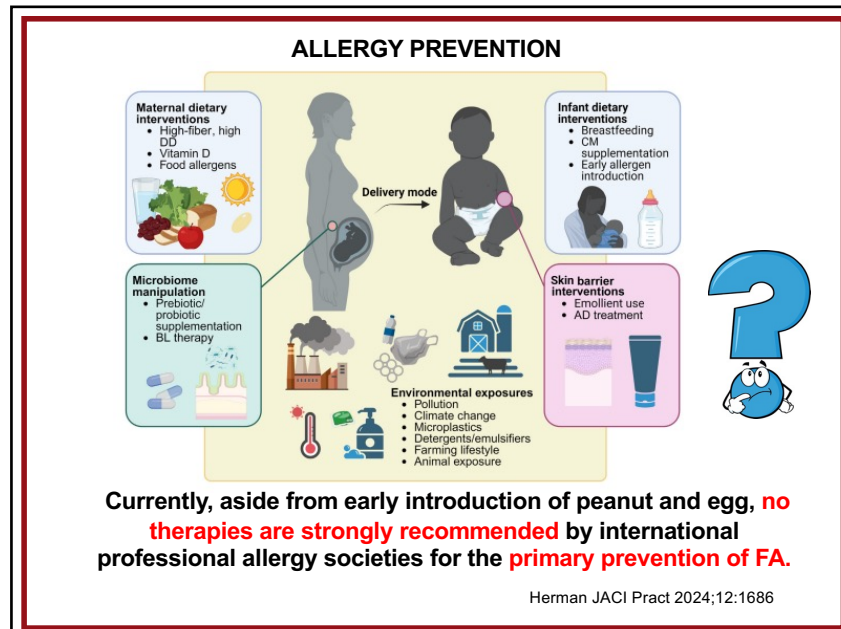 ALLERGY PREVENTION
Maternal dietary
interventions
• High-fiber, high
DD
• Vitamin D
• Food allergens
Delivery mode
Infant dietary
interventions
• Breastfeeding
• CM
supplementation
• Early allergen
introduction
Microbiome
manipulation
• Prebiotic/
probiotic
supplementation
• BL therapy
Skin barrier
interventions
• Emollient use
• AD treatment
Environmental exposures
• Pollution
• Climate change
• Microplastics
• Detergents/emulsifiers
• Farming lifestyle
• Animal exposure
Currently, aside from early introduction of peanut and egg, no
therapies are strongly recommended by international
professional allergy societies for the primary prevention of FA.
Herman JACI Pract 2024;12:1686